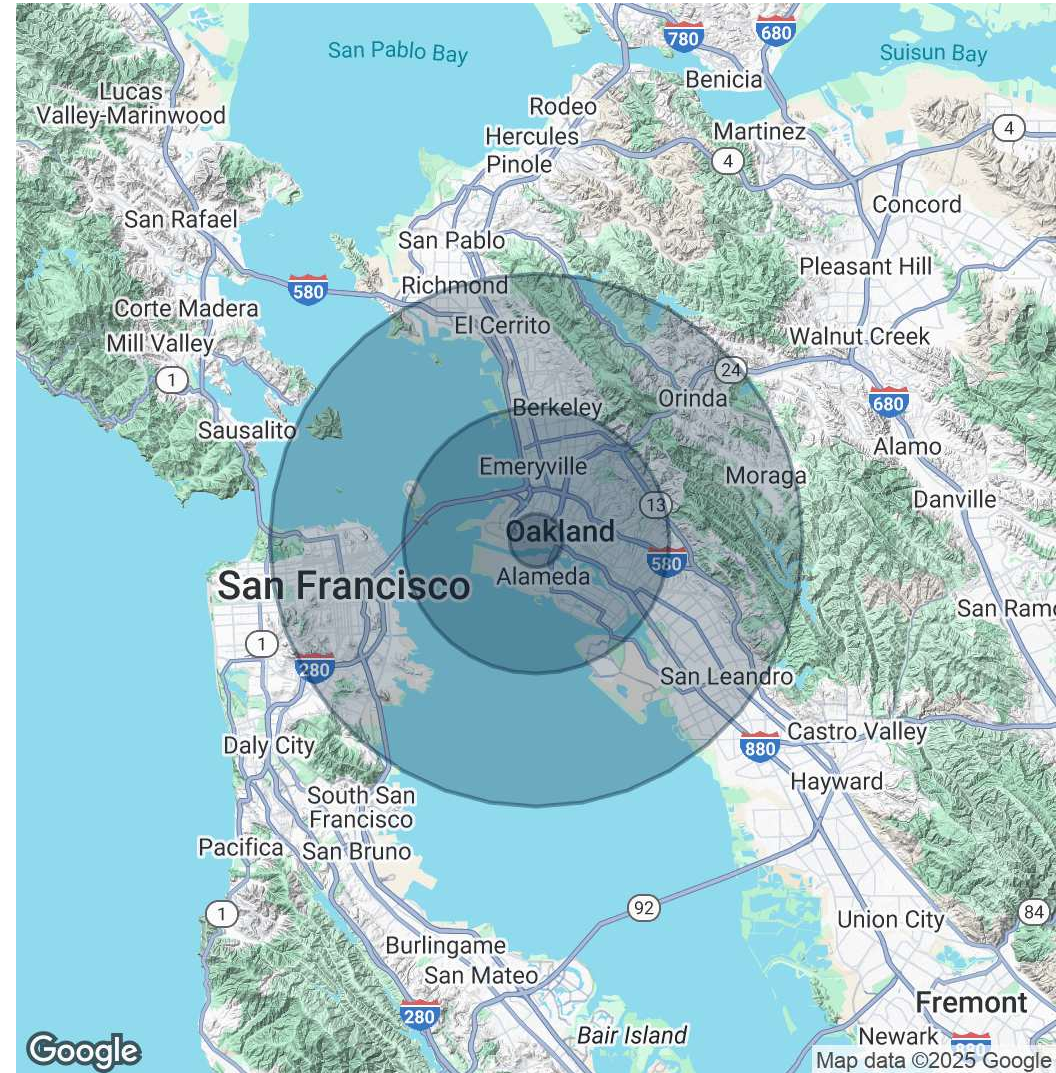 San Pablo Bay
780
680
Suisun Bay
Benicia
Lucas
Valley-Marinwood
Rodeo
Hercules
Martinez
4
Pinole
4
Concord
San Rafael
San Pablo
Pleasant Hill
Richmond
580
Corte Madera
El Cerrito
Mill Valley
Walnut Creek
1
24
Orinda
680
Berkeley
Sausalito
Alamo
Emeryville
Moraga
Danville
13
Oakland
580
Alameda
San Francisco
San Ramo
1
280
San Leandro
Castro Valley
880
Daly City
Hayward
South San
Francisco
Pacifica
San Bruno
92
1
84
Union City
Burlingame
San Mateo
Fremont
280
Bair Island
Newark
880
Google
Map data ©2025 Google